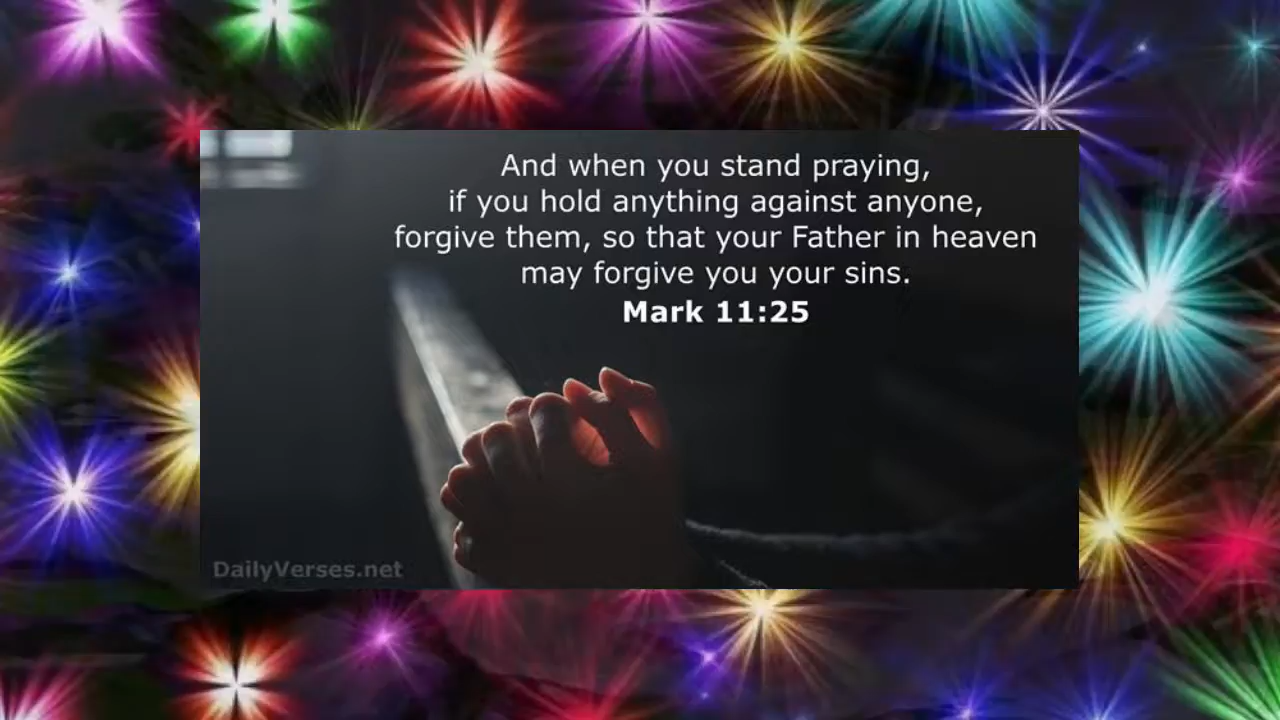 And when you stand praying,
if you hold anything against anyone,
forgive them, so that your Father in heaven
may forgive you your sins.
Mark 11:25
DailyVerses.net